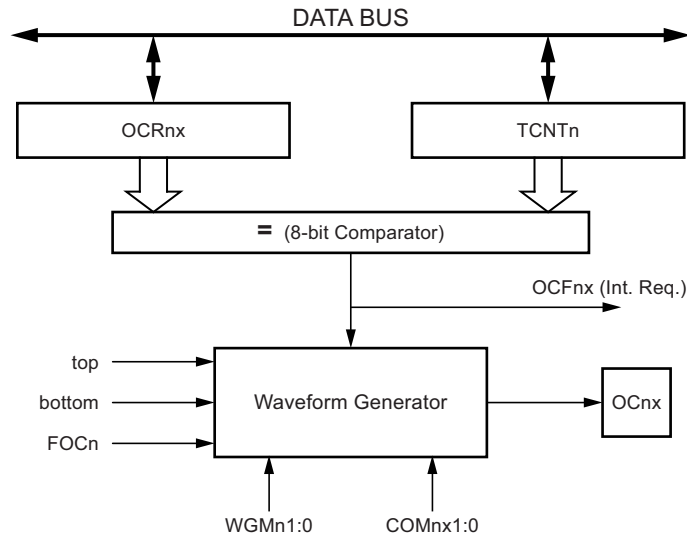 DATA BUS
OCRnx
TCNTn
= (8-bit Comparator)
OCFnx (Int. Req.)
top
bottom
FOCn
Waveform Generator
OCnx
WGMn1:0
COMnx1:0